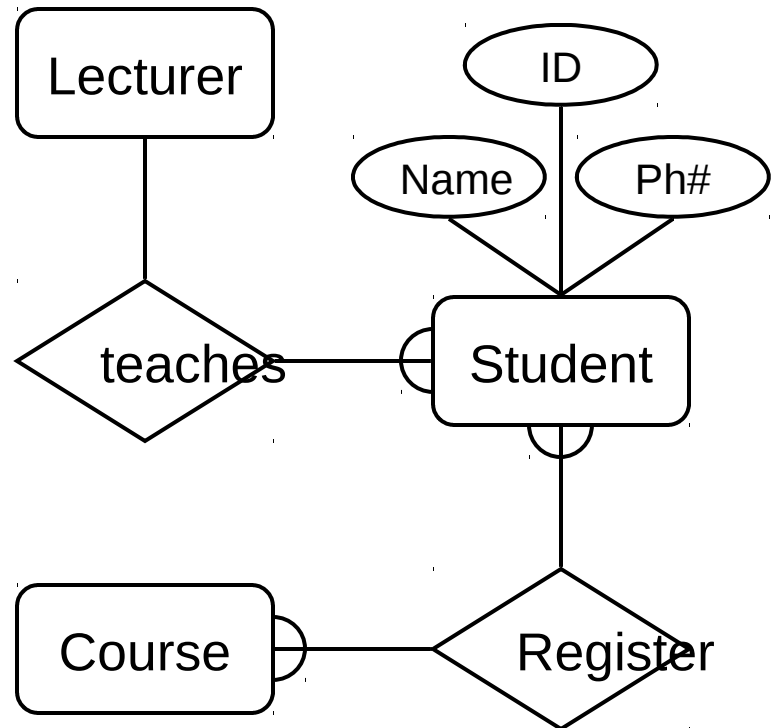 Lecturer
ID
Name
Ph#
teaches
Student
Course
Register